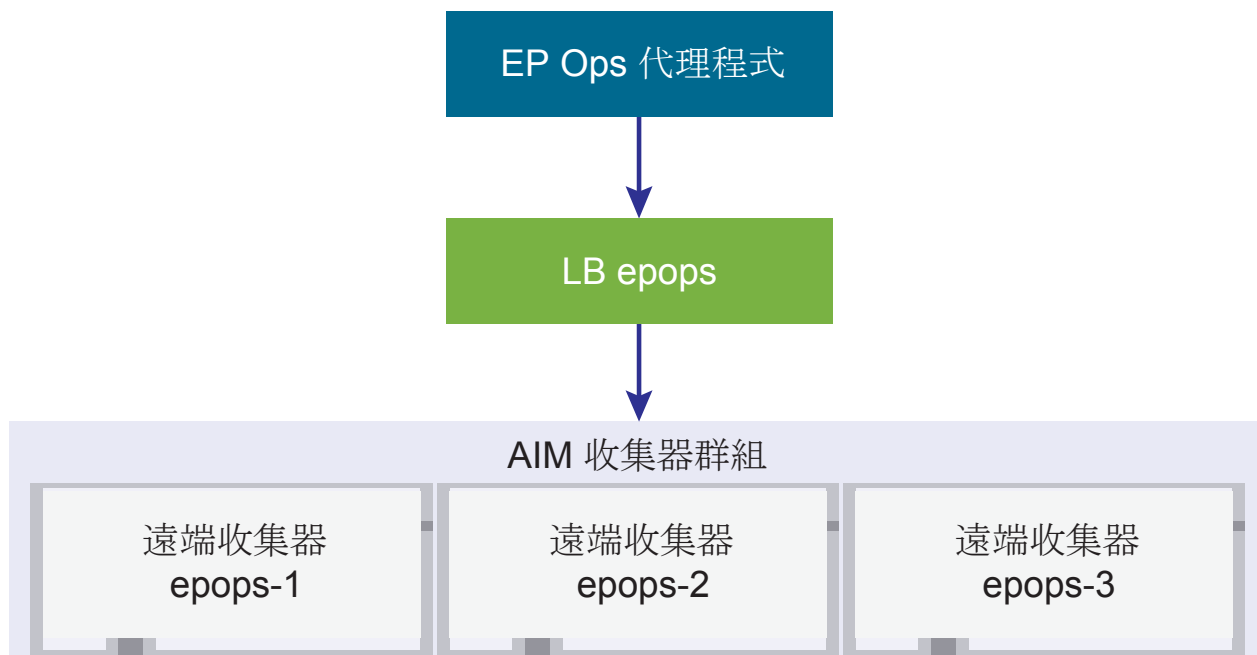 EP Ops 代理程式
LB epops
AIM 收集器群組
遠端收集器
epops-1
遠端收集器
epops-2
遠端收集器
epops-3